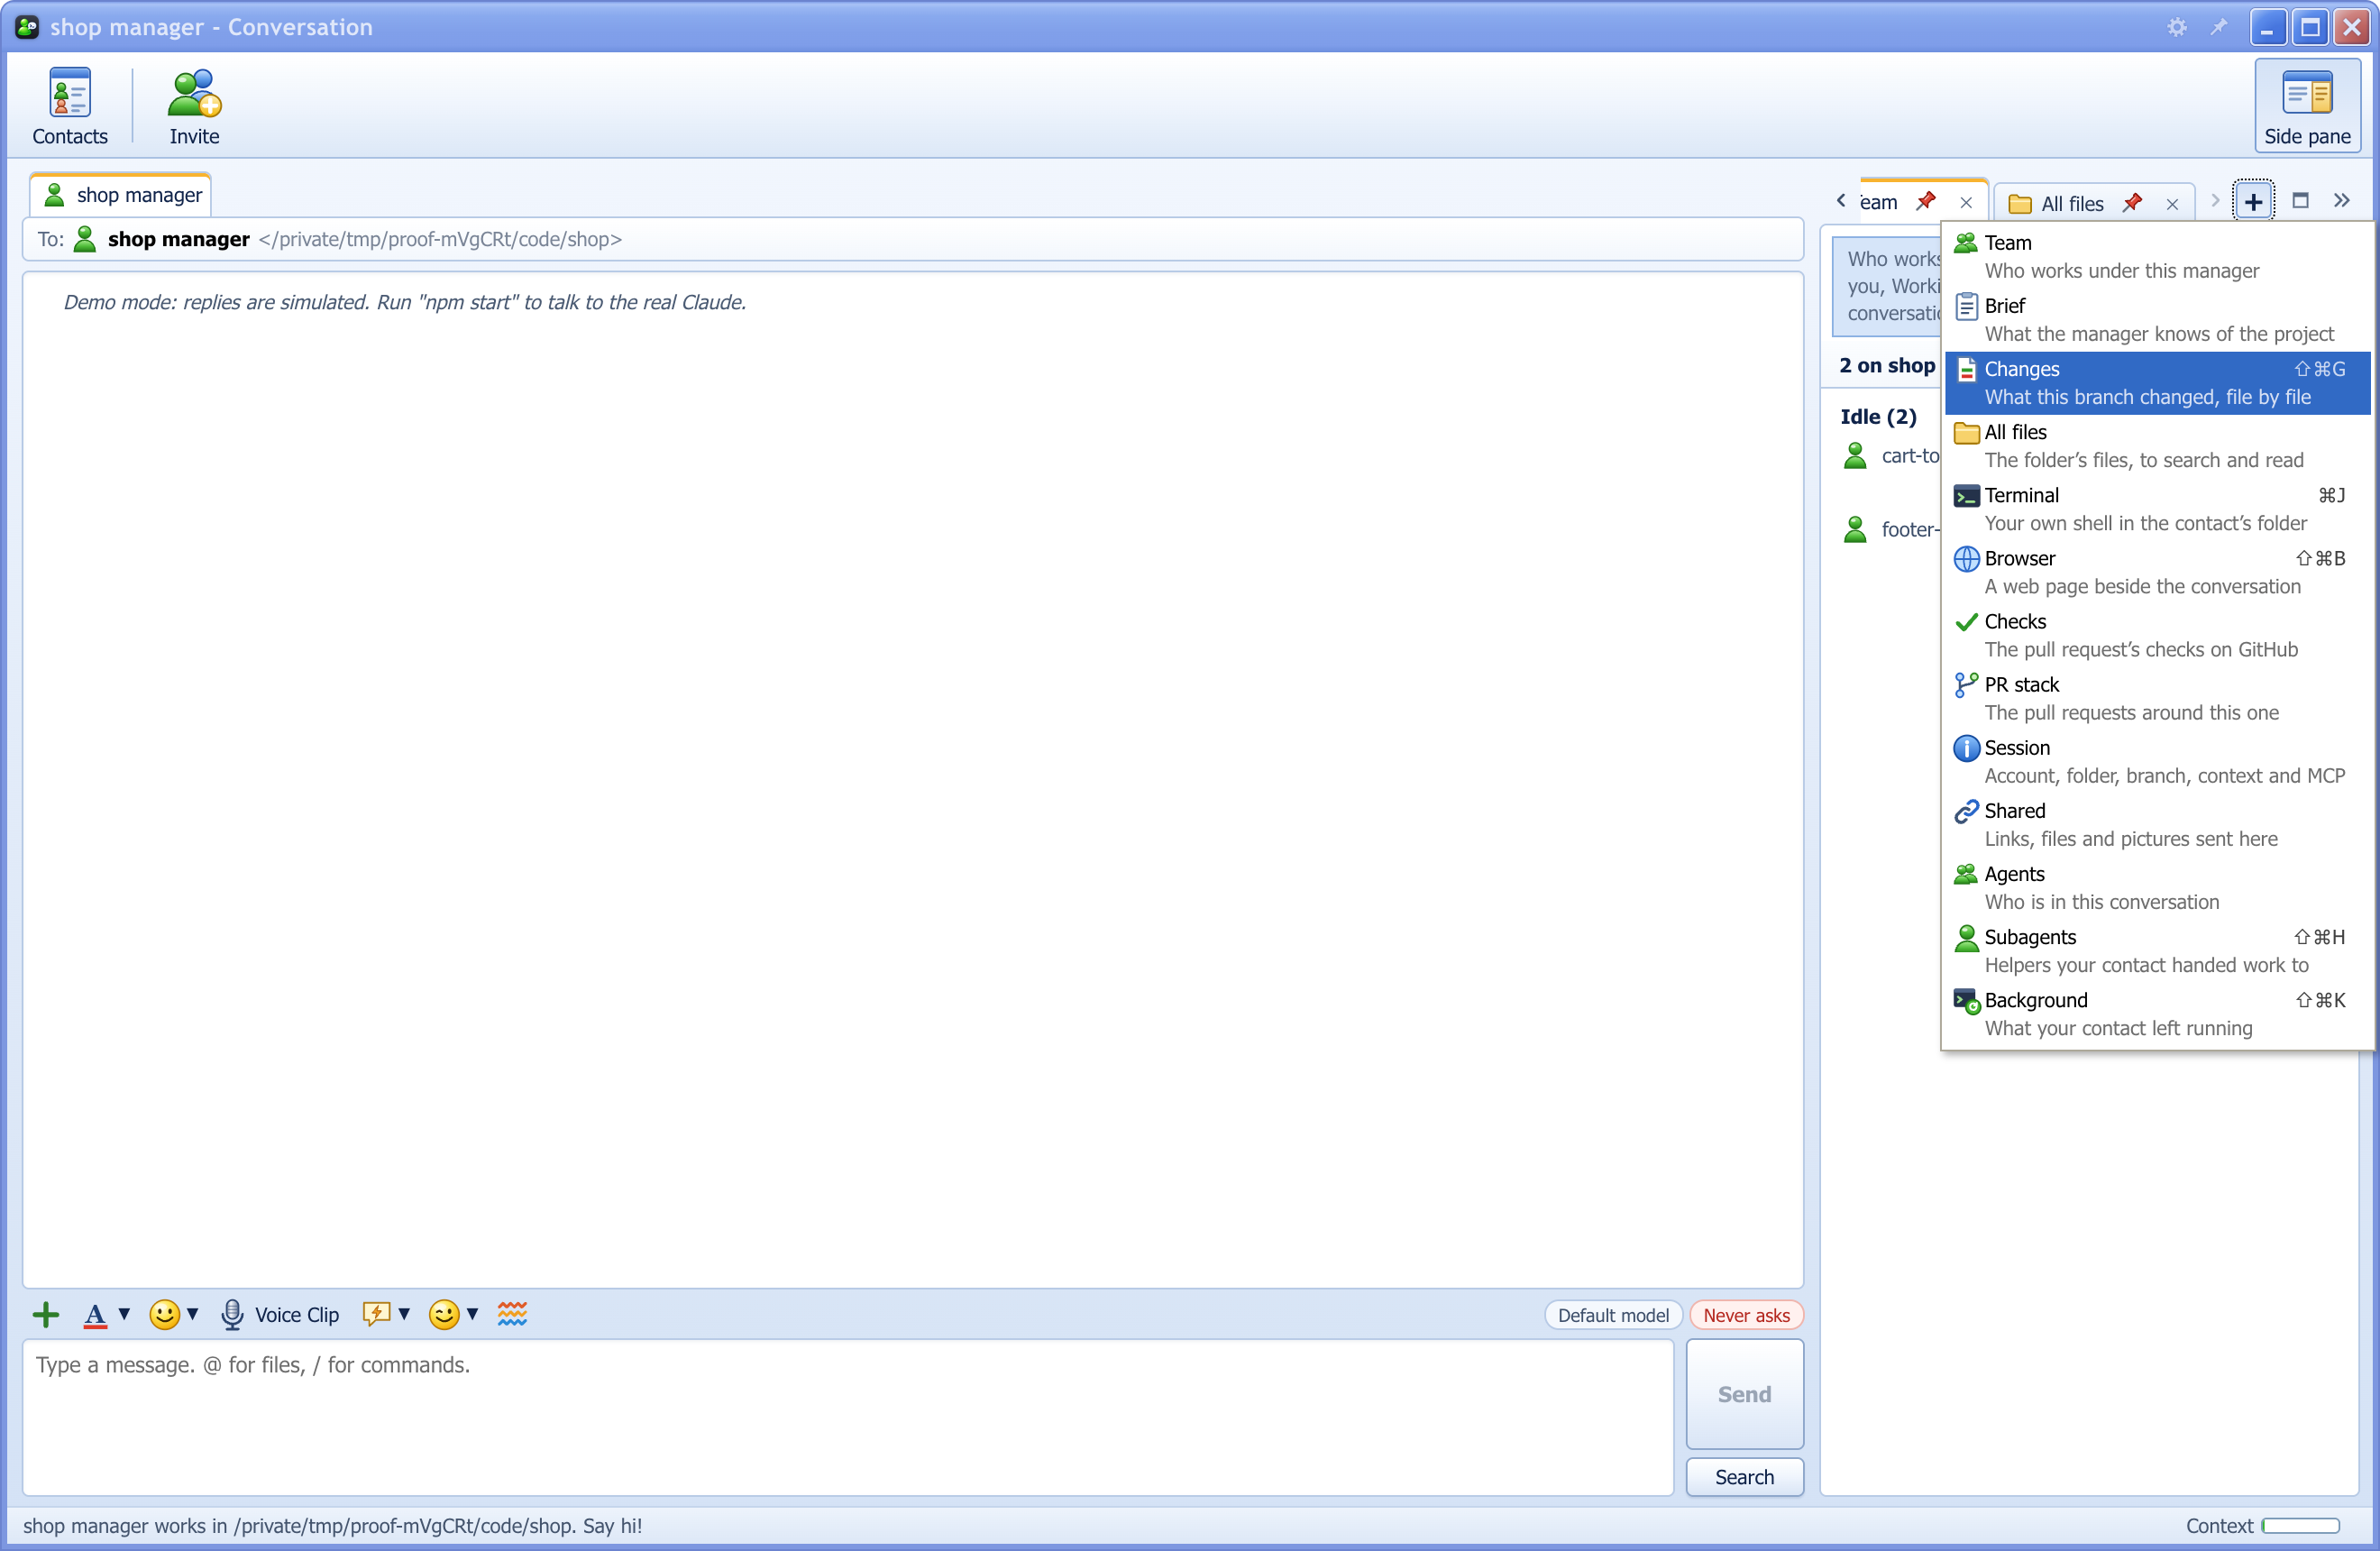 shop manager - Conversation
Contacts
Invite
Side pane
shop manager
eam
All files
To: shop manager </private/tmp/proof-mVgCRt/code/shop>
Demo mode: replies are simulated. Run "npm start" to talk to the real Claude.
Who works
you, Worki
conversatio
2 on shop
Idle (2)
cart-to
footer-
Team
Who works under this manager
Brief
What the manager knows of the project
Changes ⇧⌘G
What this branch changed, file by file
All files
The folder’s files, to search and read
Terminal ⌘J
Your own shell in the contact’s folder
Browser ⇧⌘B
A web page beside the conversation
Checks
The pull request’s checks on GitHub
PR stack
The pull requests around this one
Session
Account, folder, branch, context and MCP
Shared
Links, files and pictures sent here
Agents
Who is in this conversation
Subagents ⇧⌘H
Helpers your contact handed work to
Background ⇧⌘K
What your contact left running
Voice Clip
Default model
Never asks
Type a message. @ for files, / for commands.
Send
Search
shop manager works in /private/tmp/proof-mVgCRt/code/shop. Say hi!
Context